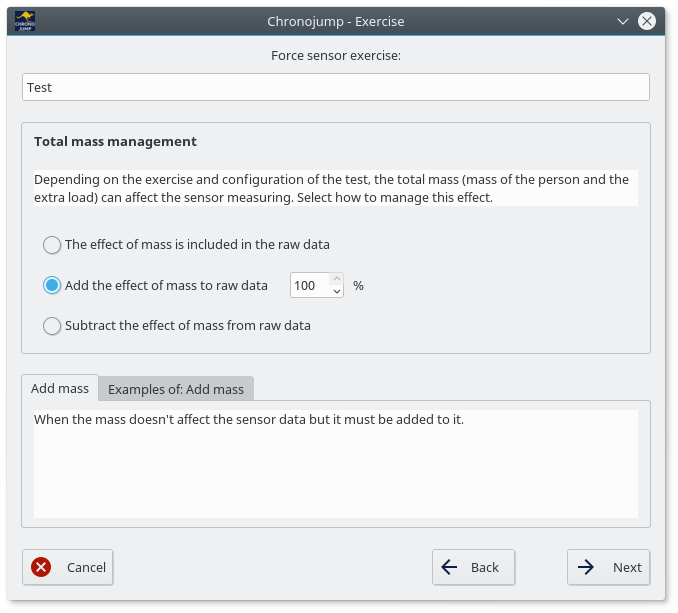 CHRONO
JUMP
Chronojump - Exercise
Force sensor exercise:
Test
Total mass management
Depending on the exercise and configuration of the test, the total mass (mass of the person and the
extra load) can affect the sensor measuring. Select how to manage this effect.
The effect of mass is included in the raw data
Add the effect of mass to raw data 100 %
Subtract the effect of mass from raw data
Add mass Examples of: Add mass
When the mass doesn't affect the sensor data but it must be added to it.
Cancel Back Next